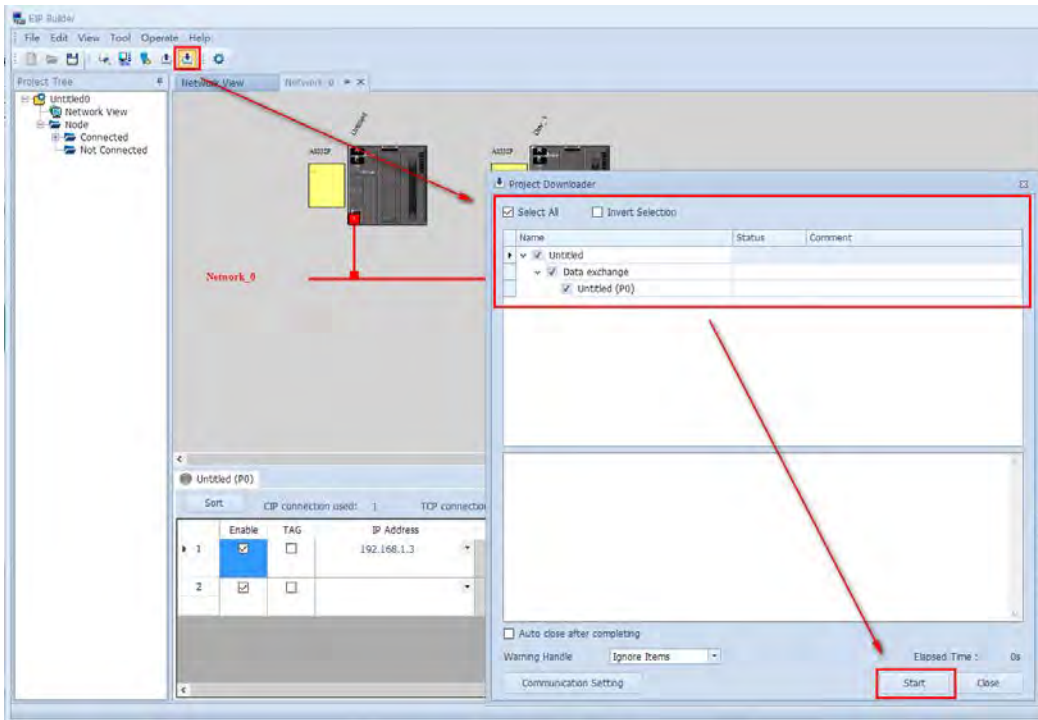 EIP Builder
File Edit View Tool Operate Help
Project Tree
Network View
Network_0
Untitled0
Network View
Node
Connected
Not Connected
Untitled
Dev_1
Network_0
Project Downloader
Select All Invert Selection
Name Status Comment
Untitled
Data exchange
Untitled (P0)
Untitled (P0)
Sort CIP connection used: 1 TCP connection
Enable TAG IP Address
1 192.168.1.3
2
Auto close after completing
Warning Handle Ignore Items Elapsed Time : 0s
Communication Setting Start Close